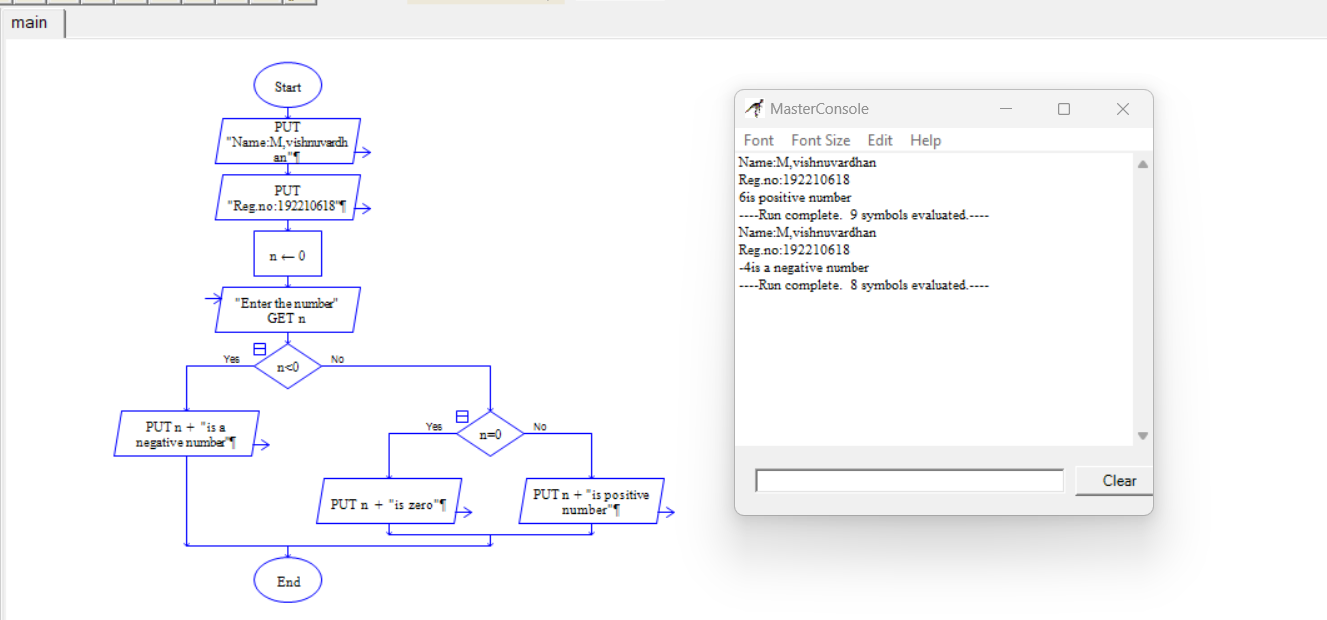 main
Start
PUT
"Name:M,vishnuvardh
an"¶
PUT
"Reg.no:192210618"¶
n ← 0
"Enter the number"
GET n
Yes
No
n<0
PUT n + "is a
negative number"¶
Yes
No
n=0
PUT n + "is zero"¶
PUT n + "is positive
number"¶
End
MasterConsole
Font Font Size Edit Help
Name:M,vishnuvardhan
Reg.no:192210618
6is positive number
----Run complete.  9 symbols evaluated.----
Name:M,vishnuvardhan
Reg.no:192210618
-4is a negative number
----Run complete.  8 symbols evaluated.----
Clear